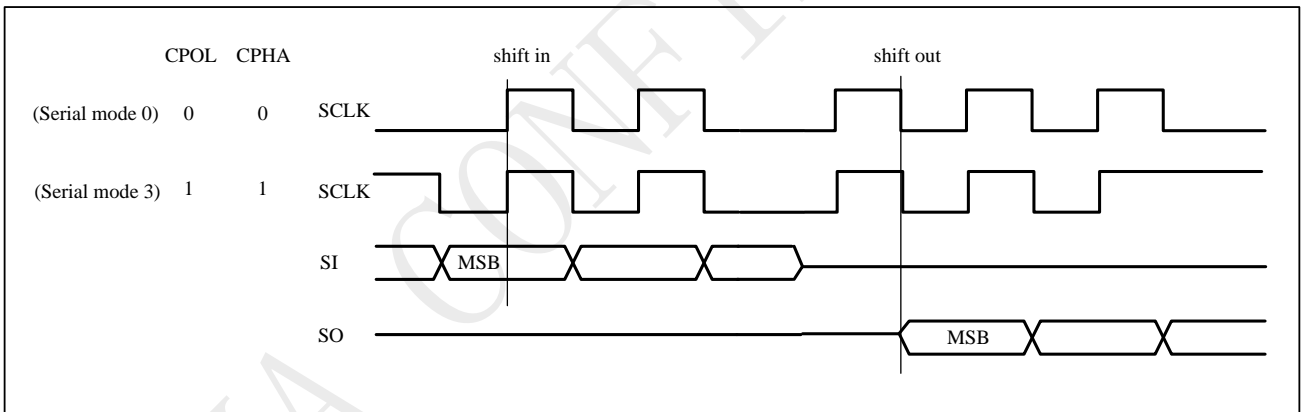 CPOL CPHA shift in shift out
(Serial mode 0) 0 0 SCLK
(Serial mode 3) 1 1 SCLK
SI MSB
SO MSB